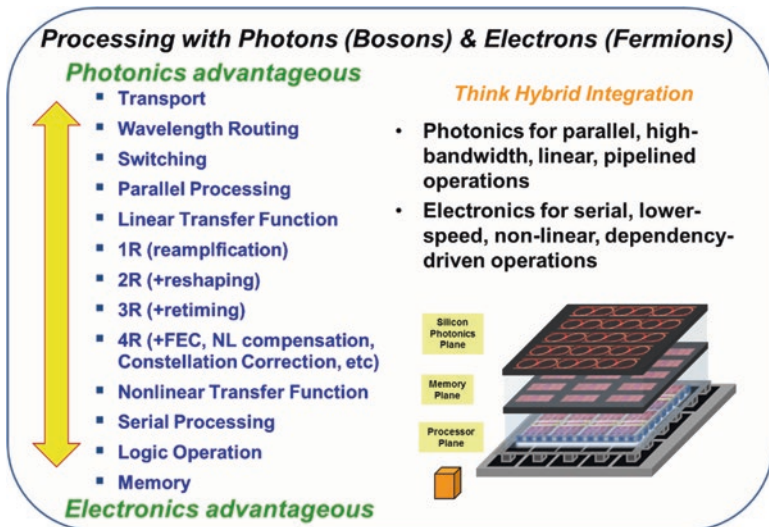 Processing with Photons (Bosons) & Electrons (Fermions)
Photonics advantageous
Transport
Wavelength Routing
Switching
Parallel Processing
Linear Transfer Function
1R (reamplfication)
2R (+reshaping)
3R (+retiming)
4R (+FEC, NL compensation,
Constellation Correction, etc)
Nonlinear Transfer Function
Serial Processing
Logic Operation
Memory
Electronics advantageous
Think Hybrid Integration
• Photonics for parallel, high-
bandwidth, linear, pipelined
operations
• Electronics for serial, lower-
speed, non-linear, dependency-
driven operations
Silicon
Photonics
Plane
Memory
Plane
Processor
Plane